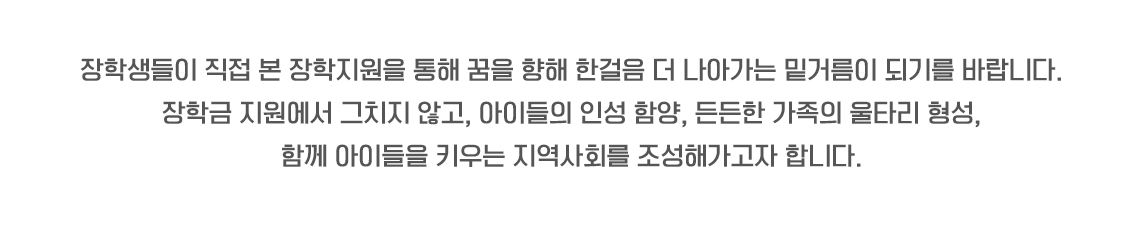 장학생들이 직접 본 장학지원을 통해 꿈을 향해 한걸음 더 나아가는 밑거름이 되기를 바랍니다.
장학금 지원에서 그치지 않고, 아이들의 인성 함양, 든든한 가족의 울타리 형성,
함께 아이들을 키우는 지역사회를 조성해가고자 합니다.